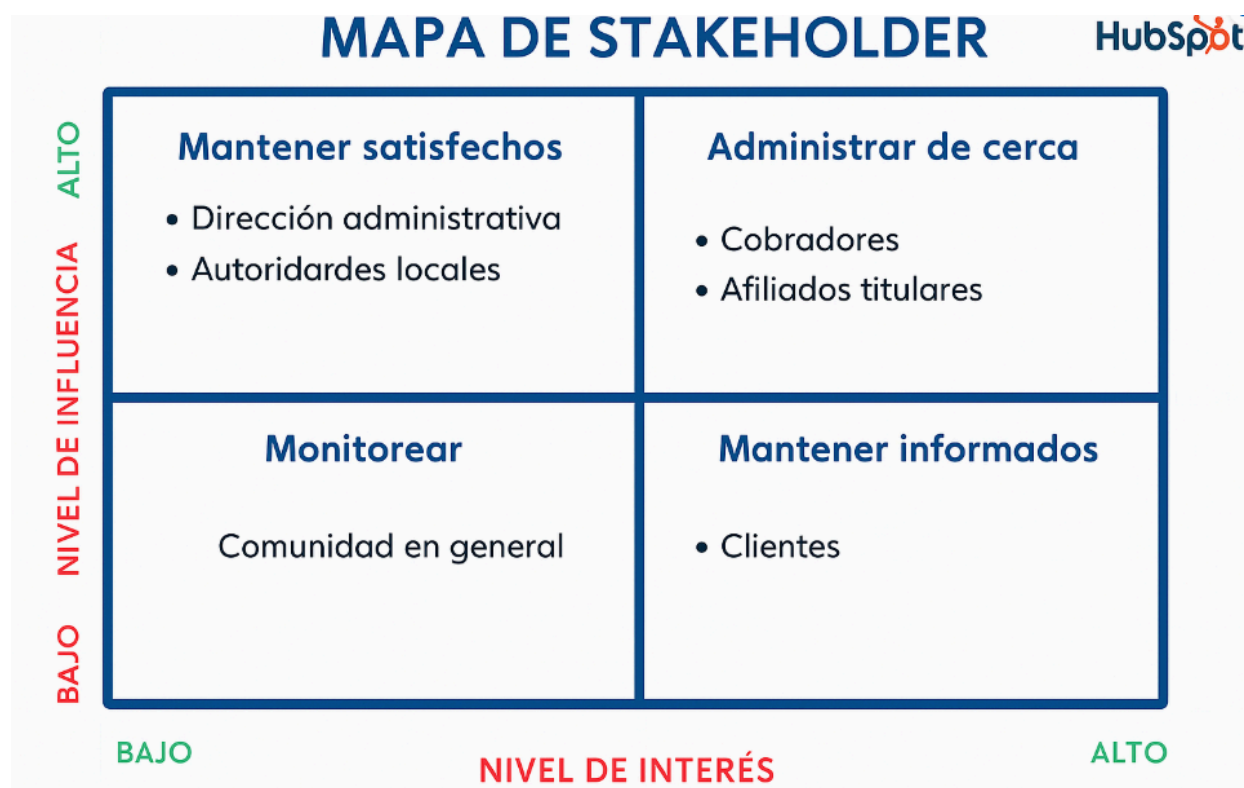 MAPA DE STAKEHOLDER
HubSpot
ALTO
NIVEL DE INFLUENCIA
BAJO
Mantener satisfechos
• Dirección administrativa
• Autoridardes locales
Administrar de cerca
• Cobradores
• Afiliados titulares
Monitorear
Comunidad en general
Mantener informados
• Clientes
BAJO
NIVEL DE INTERÉS
ALTO